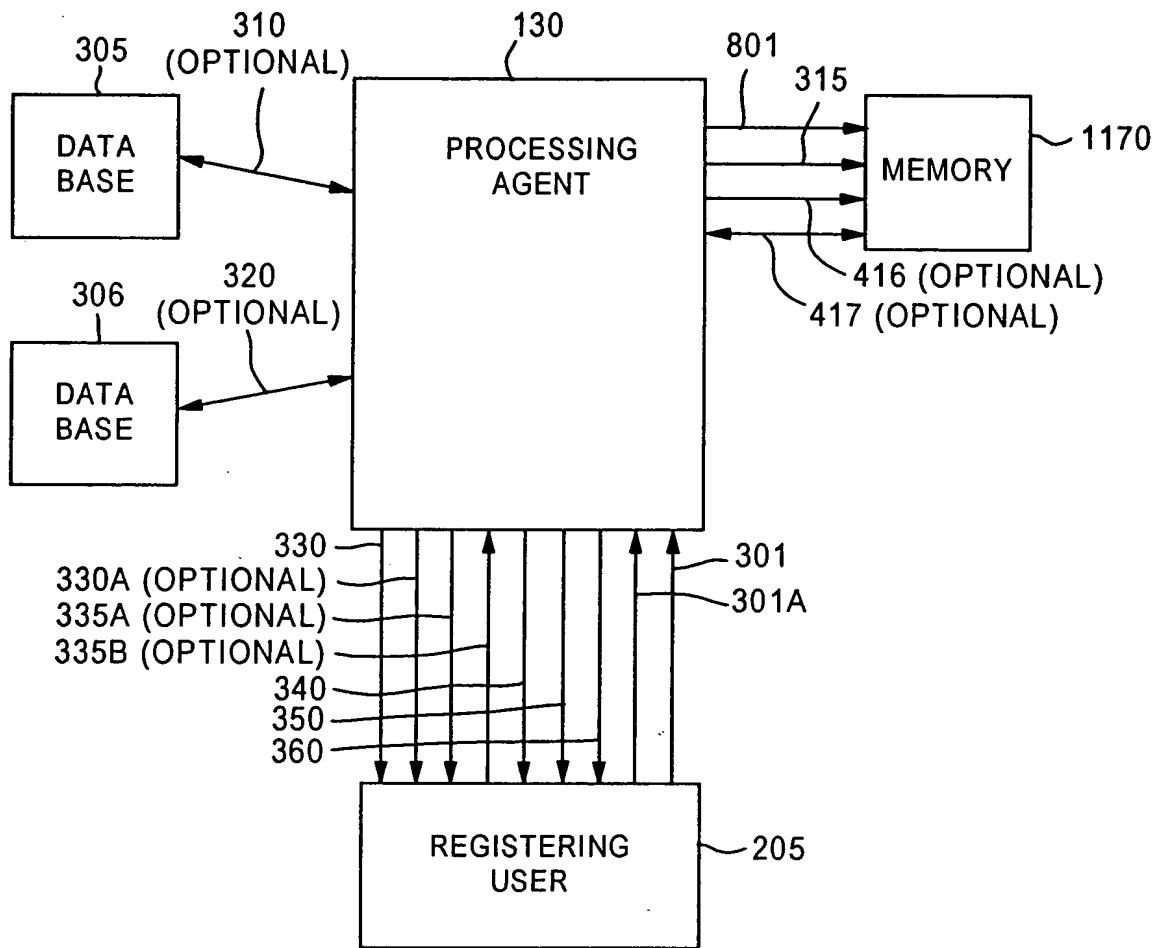 310
(OPTIONAL)
130
305
801
315
DATA
BASE
PROCESSING
AGENT
MEMORY
1170
320
(OPTIONAL)
306
416 (OPTIONAL)
417 (OPTIONAL)
DATA
BASE
330
330A (OPTIONAL)
335A (OPTIONAL)
335B (OPTIONAL)
340
350
360
301
301A
REGISTERING
USER
205